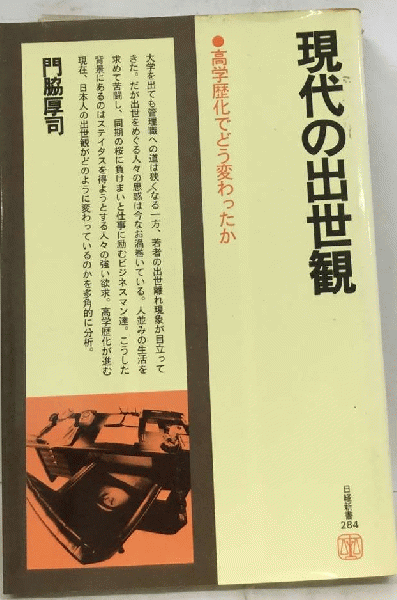 現代の出世観
●高学歴化でどう変わったか
大学を出ても管理職への道は狭くなる一方、若者の出世離れ現象が目立って
きた。だが出世をめぐる人々の思惑は今なお渦巻いている。人並みの生活を
求めて苦闘し、同期の桜に負けまいと仕事に励むビジネスマン達。こうした
背景にあるのはステイタスを得ようとする人々の強い欲求。高学歴化が進む
現在、日本人の出世観がどのように変わっているのかを多角的に分析。
門脇厚司
日経新書
284